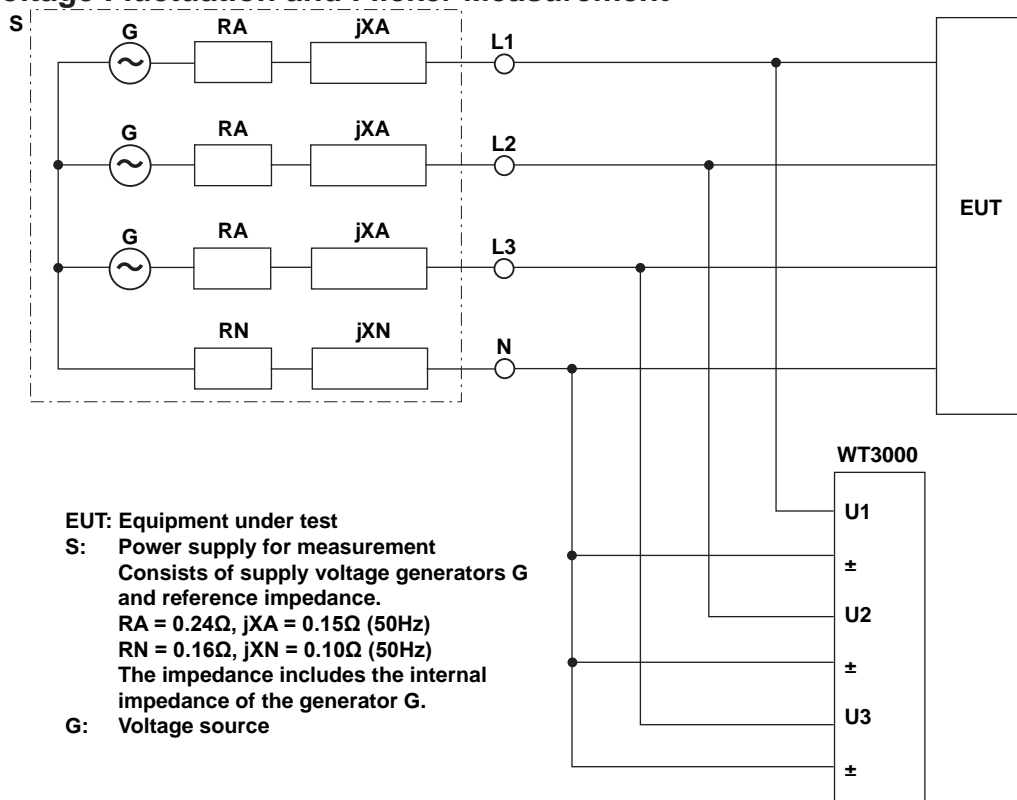 S
G RA jXA L1
G RA jXA L2
G RA jXA L3
RN jXN N
EUT
WT3000
U1
±
U2
±
U3
±
EUT: Equipment under test
S: Power supply for measurement
Consists of supply voltage generators G
and reference impedance.
RA = 0.24Ω, jXA = 0.15Ω (50Hz)
RN = 0.16Ω, jXN = 0.10Ω (50Hz)
The impedance includes the internal
impedance of the generator G.
G: Voltage source